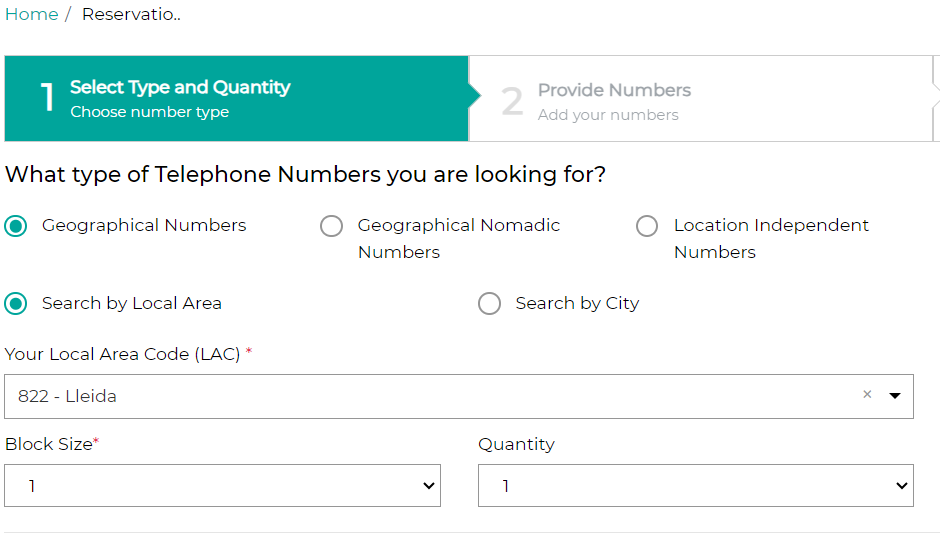 Home / Reservatio..
1 Select Type and Quantity
Choose number type
2 Provide Numbers
Add your numbers
What type of Telephone Numbers you are looking for?
Geographical Numbers
Geographical Nomadic
Numbers
Location Independent
Numbers
Search by Local Area
Search by City
Your Local Area Code (LAC) *
822 - Lleida ×
Block Size*
Quantity
1
1